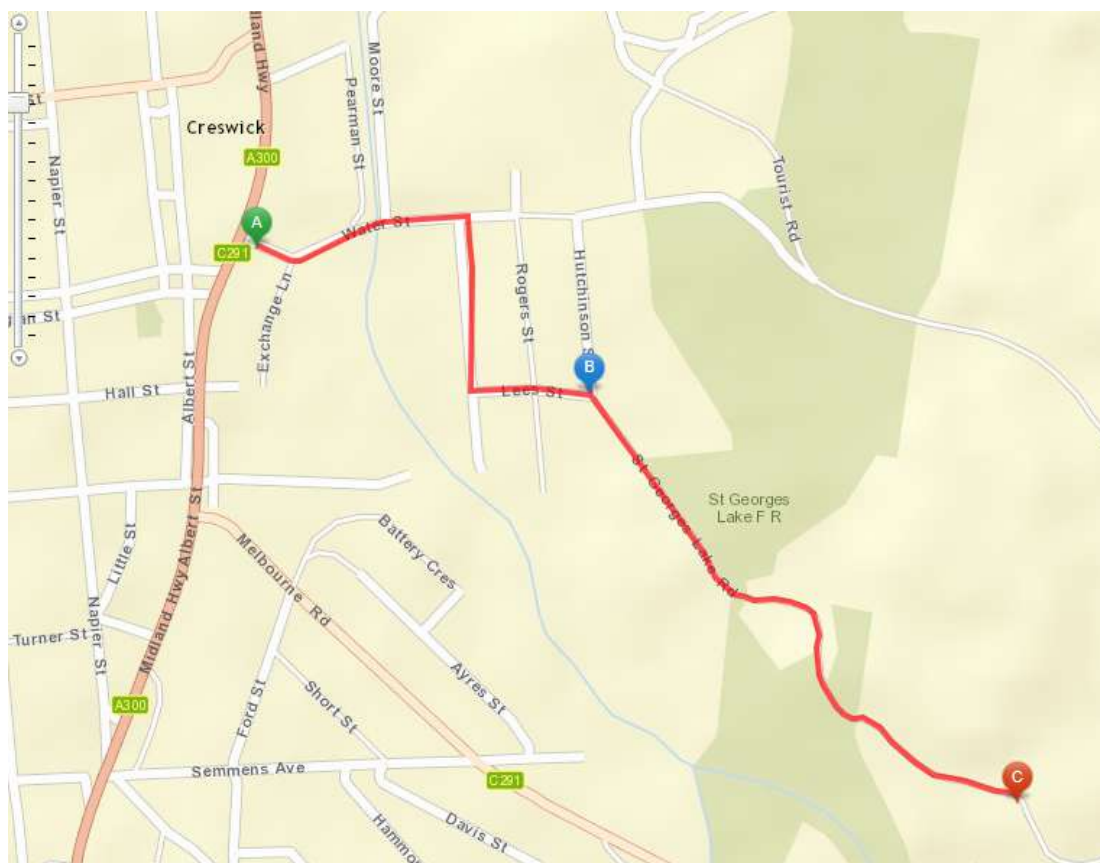 lland Hwy
Moore St
Pearman St
Creswick
A300
Napier St
Tourist Rd
A
Water St
C291
Exchange Ln
Rogers St
Hutchinson S
B
Albert St
Hall St
Lees St
St Georges Lake Rd
St Georges
Lake F R
Little St
Midland Hwy
Albert St
Battery Cres
Melbourne Rd
Napier St
Turner St
Ayres St
Ford St
Short St
A300
Semmens Ave
C291
C
Davis St
Hammo